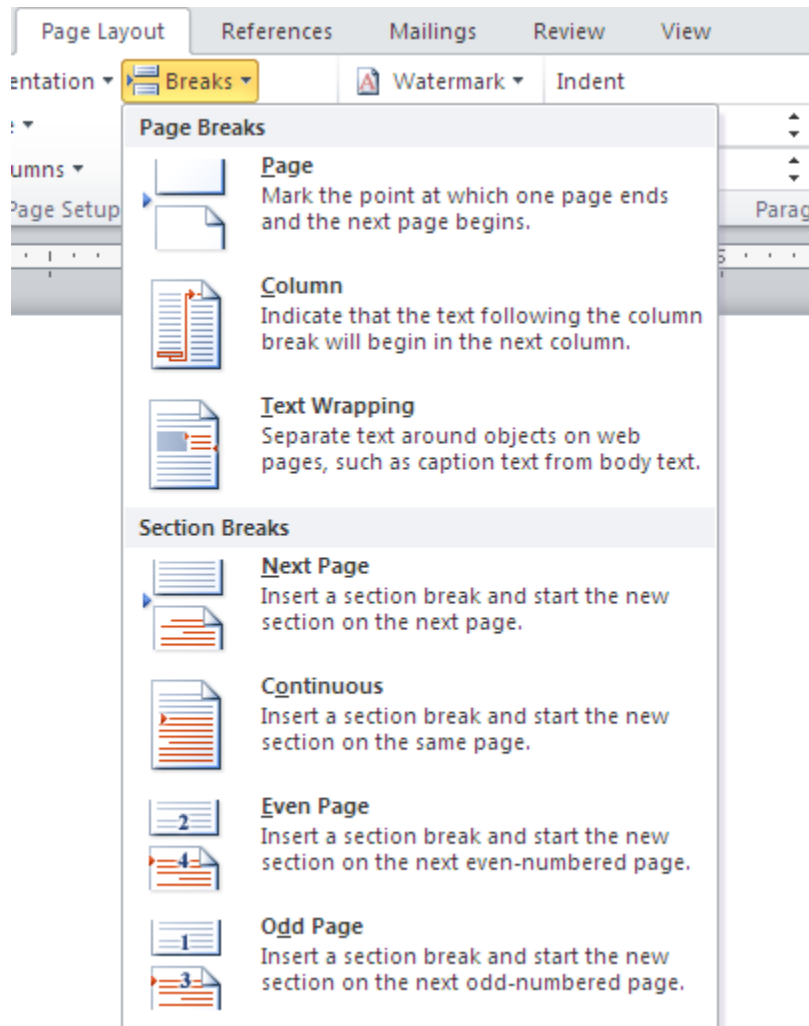 Page Layout References Mailings Review View
entation Breaks Watermark Indent
Page Breaks
umns
Page
Mark the point at which one page ends
Page Setup and the next page begins. Parag
5
Column
Indicate that the text following the column
break will begin in the next column.
Text Wrapping
Separate text around objects on web
pages, such as caption text from body text.
Section Breaks
Next Page
Insert a section break and start the new
section on the next page.
Continuous
Insert a section break and start the new
section on the same page.
2
Even Page
Insert a section break and start the new
4
section on the next even-numbered page.
1
Odd Page
Insert a section break and start the new
3
section on the next odd-numbered page.